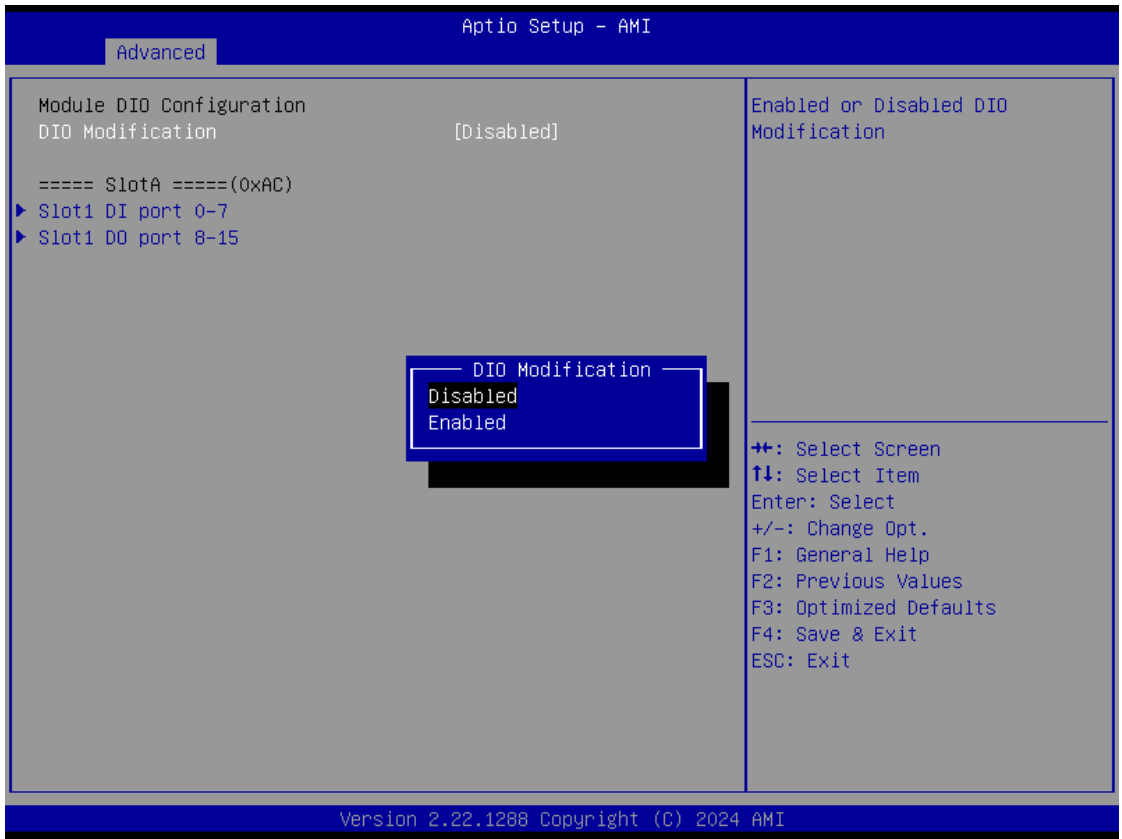 Aptio Setup – AMI
Advanced
Module DIO Configuration
DIO Modification [Disabled]
===== SlotA =====(0xAC)
Slot1 DI port 0-7
Slot1 DO port 8-15
Enabled or Disabled DIO
Modification
DIO Modification
Disabled
Enabled
→←: Select Screen
↑↓: Select Item
Enter: Select
+/-: Change Opt.
F1: General Help
F2: Previous Values
F3: Optimized Defaults
F4: Save & Exit
ESC: Exit
Version 2.22.1288 Copyright (C) 2024 AMI